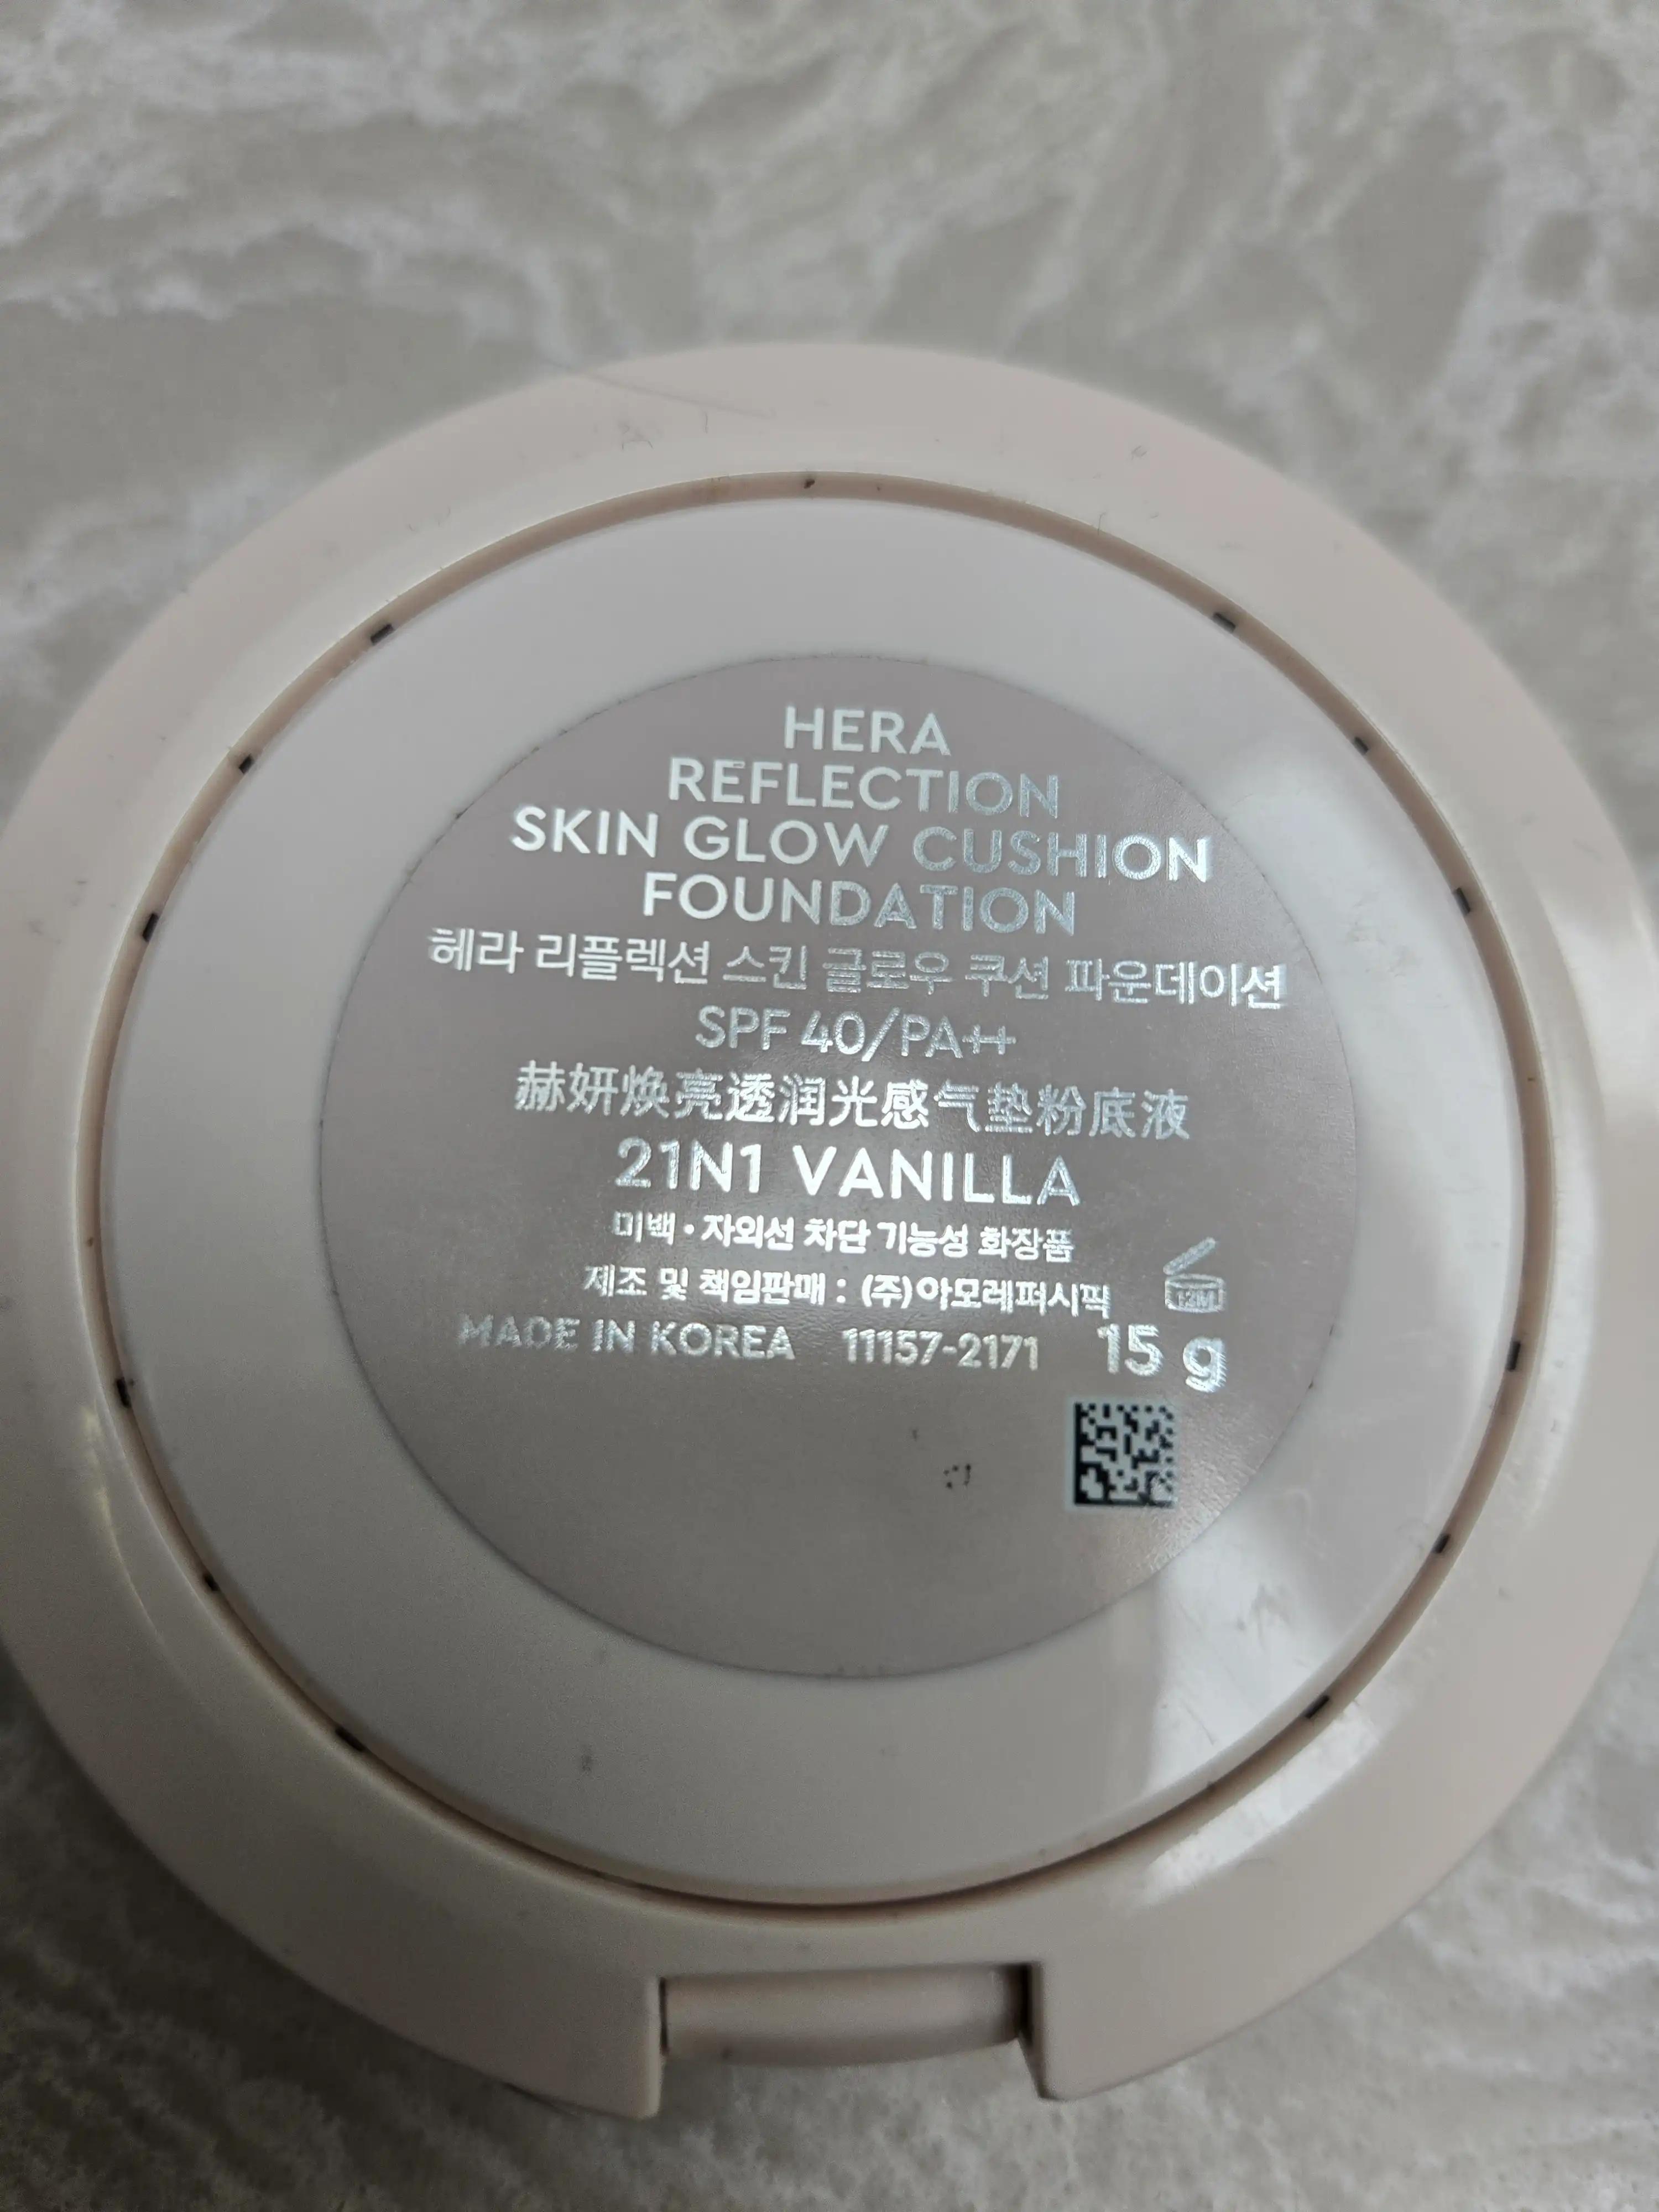 HERA
REFLECTION
SKIN GLOW CUSHION
FOUNDATION
헤라 리플렉션 스킨 글로우 쿠션 파운데이션
SPF 40/PA++
赫妍焕亮透润光感气垫粉底液
21N1 VANILLA
미백 • 자외선 차단 기능성 화장품
제조 및 책임판매 : (주)아모레퍼시픽
12M
MADE IN KOREA 11157-2171 15 g